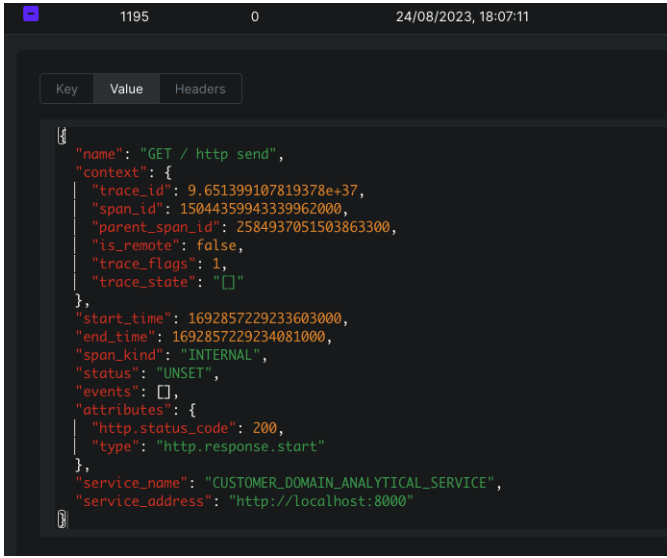 1195 0 24/08/2023, 18:07:11
Key Value Headers
{
"name": "GET / http send",
"context": {
"trace_id": 9.651399107819378e+37,
"span_id": 15044359943339962000,
"parent_span_id": 2584937051503863300,
"is_remote": false,
"trace_flags": 1,
"trace_state": "[]"
},
"start_time": 1692857229233603000,
"end_time": 1692857229234081000,
"span_kind": "INTERNAL",
"status": "UNSET",
"events": [],
"attributes": {
"http.status_code": 200,
"type": "http.response.start"
},
"service_name": "CUSTOMER_DOMAIN_ANALYTICAL_SERVICE",
"service_address": "http://localhost:8000"
}